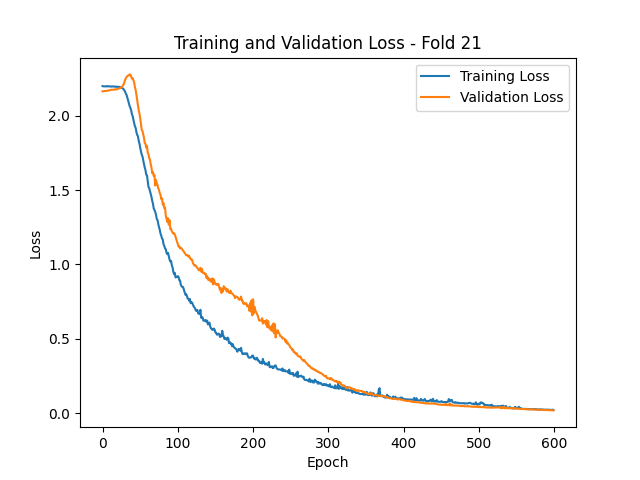 Training and Validation Loss - Fold 21
Training Loss
Validation Loss
Loss
2.0
1.5
1.0
0.5
0.0
0 100 200 300 400 500 600
Epoch